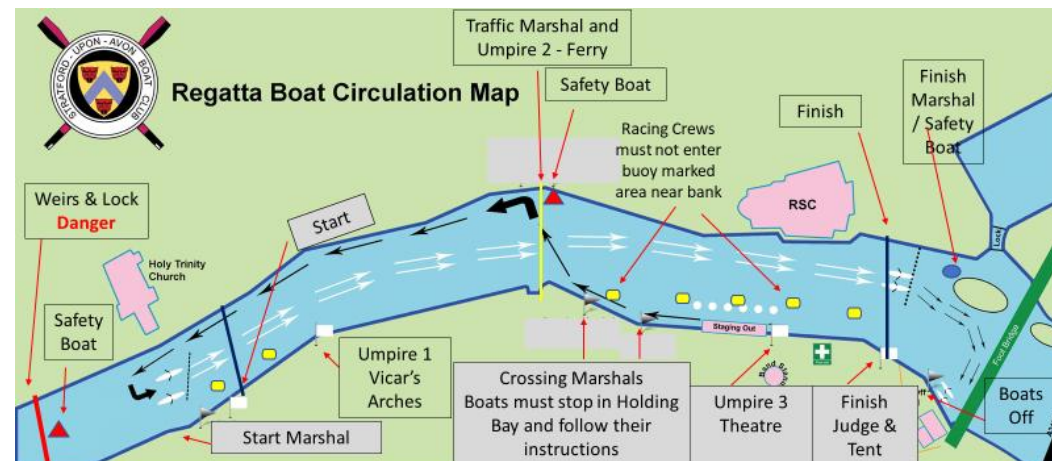 STRATFORD - UPON - AVON
BOAT CLUB
Regatta Boat Circulation Map
Traffic Marshal and
Umpire 2 - Ferry
Safety Boat
Racing Crews
must not enter
buoy marked
area near bank
Finish
Finish
Marshal
/ Safety
Boat
Weirs & Lock
Danger
Start
RSC
Lock
Holy Trinity
Church
Safety
Boat
Staging Out
Foot Bridge
Umpire 1
Vicar's
Arches
Crossing Marshals
Boats must stop in Holding
Bay and follow their
instructions
Band Stand
Umpire 3
Theatre
Finish
Judge &
Tent
Boats
Off
Start Marshal